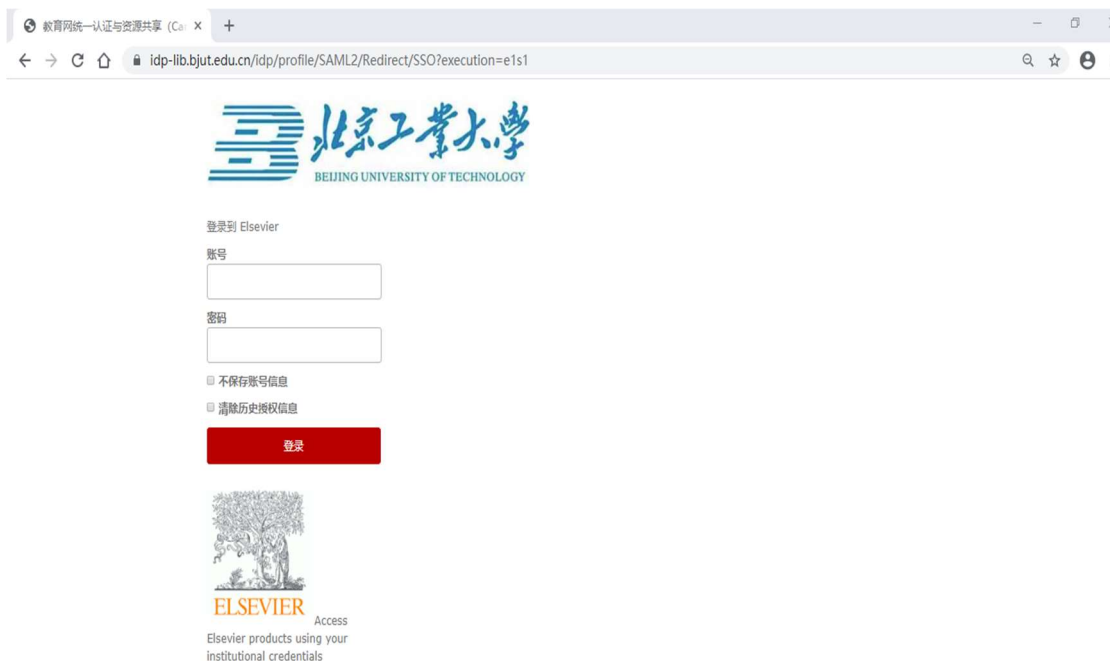 教育网统一认证与资源共享 (Ca
idp-lib.bjut.edu.cn/idp/profile/SAML2/Redirect/SSO?execution=e1s1
北京工业大学
BEIJING UNIVERSITY OF TECHNOLOGY
登录到 Elsevier
账号
密码
不保存账号信息
清除历史授权信息
登录
ELSEVIER Access
Elsevier products using your
institutional credentials